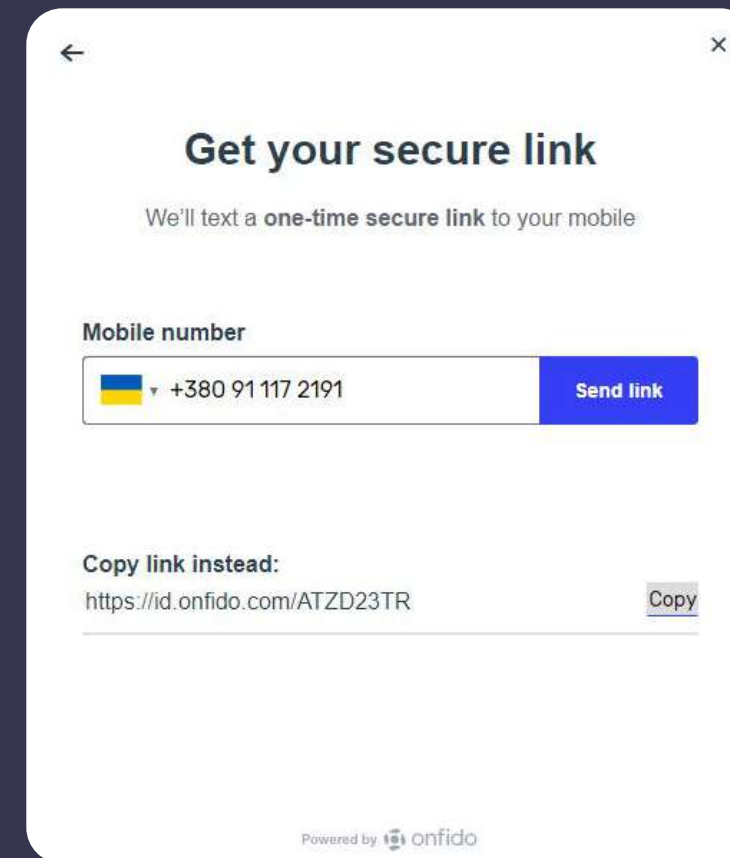 Get your secure link
We'll text a one-time secure link to your mobile
Mobile number
+380 91 117 2191
Send link
Copy link instead:
https://id.onfido.com/ATZD23TR
Copy
Powered by onfido